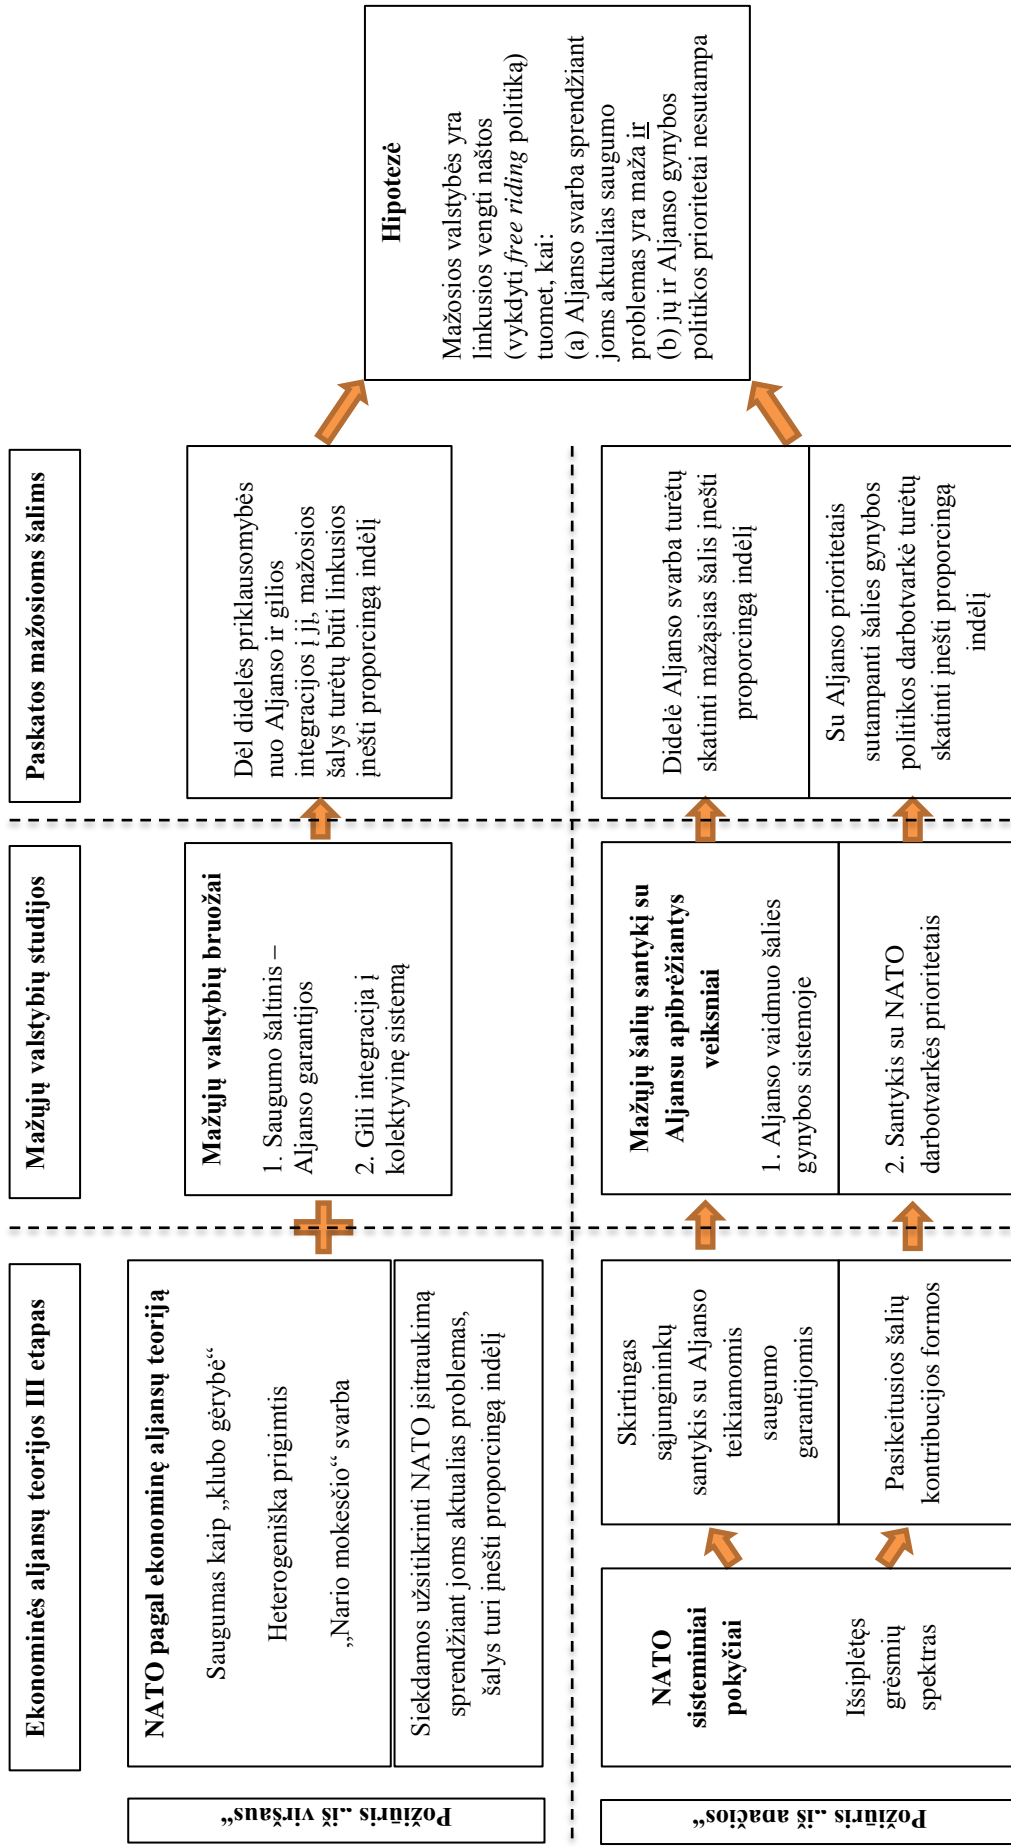 Ekonominės aljansų teorijos III etapas
Mažųjų valstybių studijos
Paskatos mažosioms šalims
Požiūris „iš viršaus“
NATO pagal ekonominę aljansų teoriją
Saugumas kaip „klubo gėrybė“
Heterogeniška prigimtis
„Nario mokesčio“ svarba
Siekdamos užsitikrinti NATO įsitraukimą
sprendžiant joms aktualias problemas,
šalys turi įnešti proporcingą indėlį
Mažųjų valstybių bruožai
1. Saugumo šaltinis –
Aljanso garantijos
2. Gili integracija į
kolektyvinę sistemą
Dėl didelės priklausomybės
nuo Aljanso ir gilios
integracijos į jį, mažosios
šalys turėtų būti linkusios
įnešti proporcingą indėlį
Hipotezė
Mažosios valstybės yra
linkusios vengti naštos
(vykdyti free riding politiką)
tuomet, kai:
(a) Aljanso svarba sprendžiant
joms aktualias saugumo
problemas yra maža ir
(b) jų ir Aljanso gynybos
politikos prioritetai nesutampa
Požiūris „iš apačios“
NATO
sisteminiai
pokyčiai
Išsiplėtęs
grėsmių
spektras
Skirtingas
sąjungininkų
santykis su Aljanso
teikiamomis
saugumo
garantijomis
Pasikeitusios šalių
kontribucijos formos
Mažųjų šalių santykį su
Aljansu apibrėžiantys
veiksniai
1. Aljanso vaidmuo šalies
gynybos sistemoje
2. Santykis su NATO
darbotvarkės prioritetais
Didelė Aljanso svarba turėtų
skatinti mažąsias šalis įnešti
proporcingą indėlį
Su Aljanso prioritetais
sutampanti šalies gynybos
politikos darbotvarkė turėtų
skatinti įnešti proporcingą
indėlį